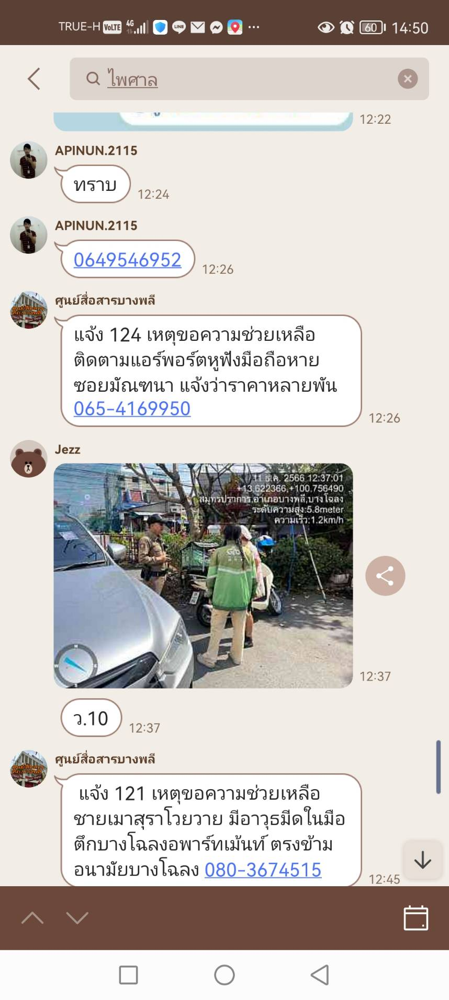 TRUE-H VoLTE 4G LINE 60 14:50
ไพศาล
12:22
APINUN.2115
ทราบ
12:24
APINUN.2115
0649546952
12:26
ศูนย์สื่อสารบางพลี
แจ้ง 124 เหตุขอความช่วยเหลือ
ติดตามแอร์พอร์ตหูฟังมือถือหาย
ซอยมัณฑนา แจ้งว่าราคาหลายพัน
065-4169950
12:26
Jezz
11 ธ.ค. 2566 12:37:01
+13.622366,+100.756490
สมุทรปราการ,อำเภอบางพลี,บางโฉลง
ระดับความสูง:5.8meter
ความเร็ว:1.2km/h
N
W E
S
12:37
ว.10
12:37
ศูนย์สื่อสารบางพลี
แจ้ง 121 เหตุขอความช่วยเหลือ
ชายเมาสุราโวยวาย มีอาวุธมีดในมือ
ตึกบางโฉลงอพาร์ทเม้นท์ ตรงข้าม
อนามัยบางโฉลง 080-3674515
12:45